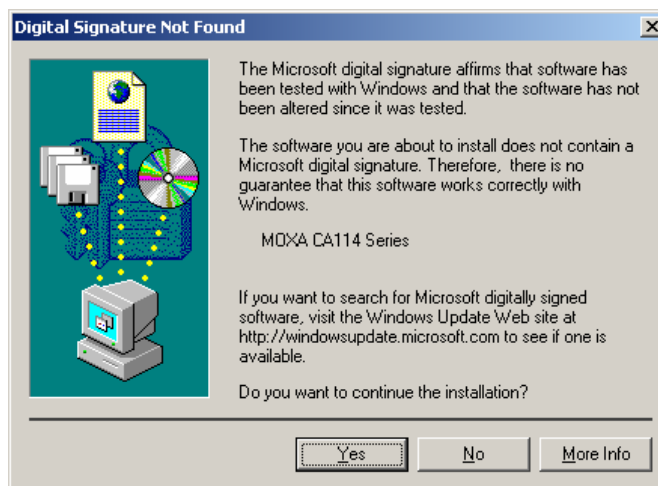 Digital Signature Not Found
The Microsoft digital signature affirms that software has
been tested with Windows and that the software has not
been altered since it was tested.
The software you are about to install does not contain a
Microsoft digital signature. Therefore, there is no
guarantee that this software works correctly with
Windows.
MOXA CA114 Series
If you want to search for Microsoft digitally signed
software, visit the Windows Update Web site at
http://windowsupdate.microsoft.com to see if one is
available.
Do you want to continue the installation?
Yes
No
More Info